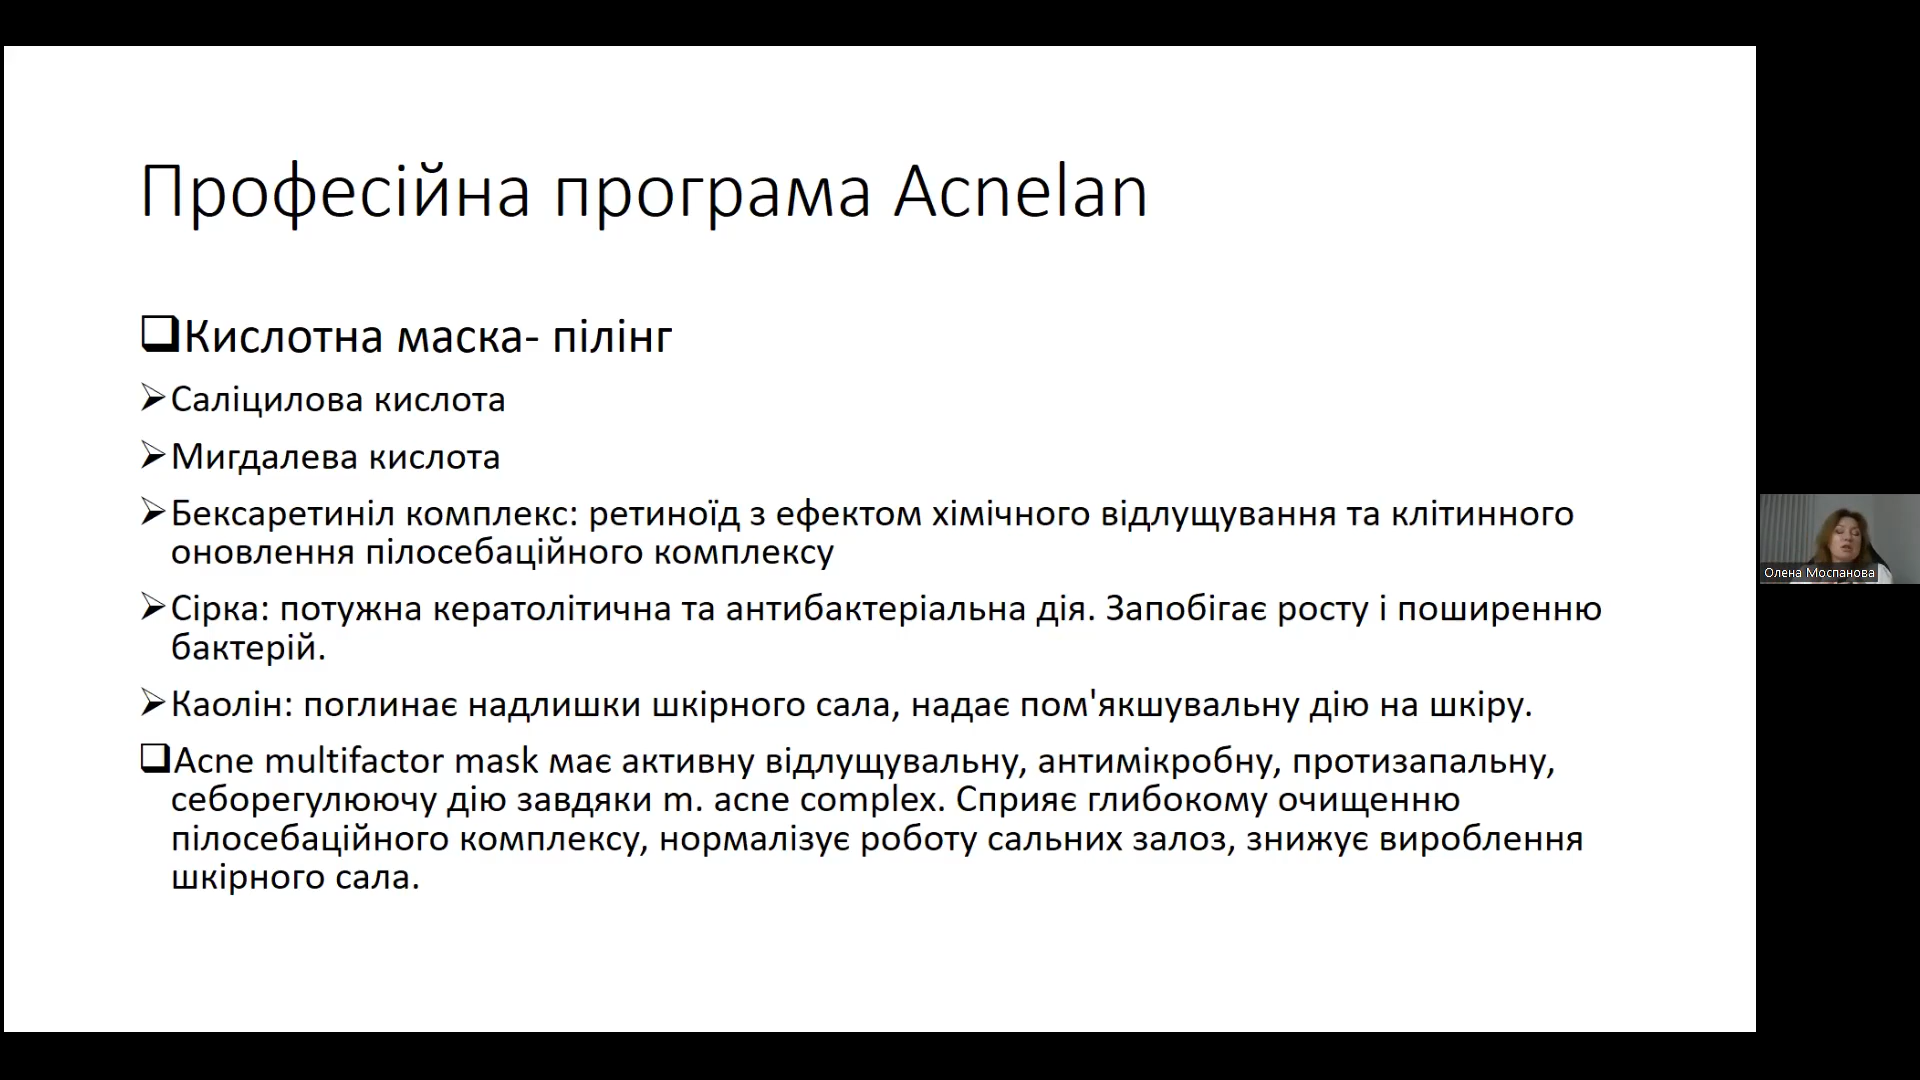 Професійна програма Acnelan
Кислотна маска- пілінг
Саліцилова кислота
Мигдалева кислота
Бексаретиніл комплекс: ретиноїд з ефектом хімічного відлущування та клітинного
оновлення пілосебаційного комплексу
Сірка: потужна кератолітична та антибактеріальна дія. Запобігає росту і поширенню
бактерій.
Каолін: поглинає надлишки шкірного сала, надає пом'якшувальну дію на шкіру.
Acne multifactor mask має активну відлущувальну, антимікробну, протизапальну,
себорегулюючу дію завдяки m. acne complex. Сприяє глибокому очищенню
пілосебаційного комплексу, нормалізує роботу сальних залоз, знижує вироблення
шкірного сала.
Олена Моспанова